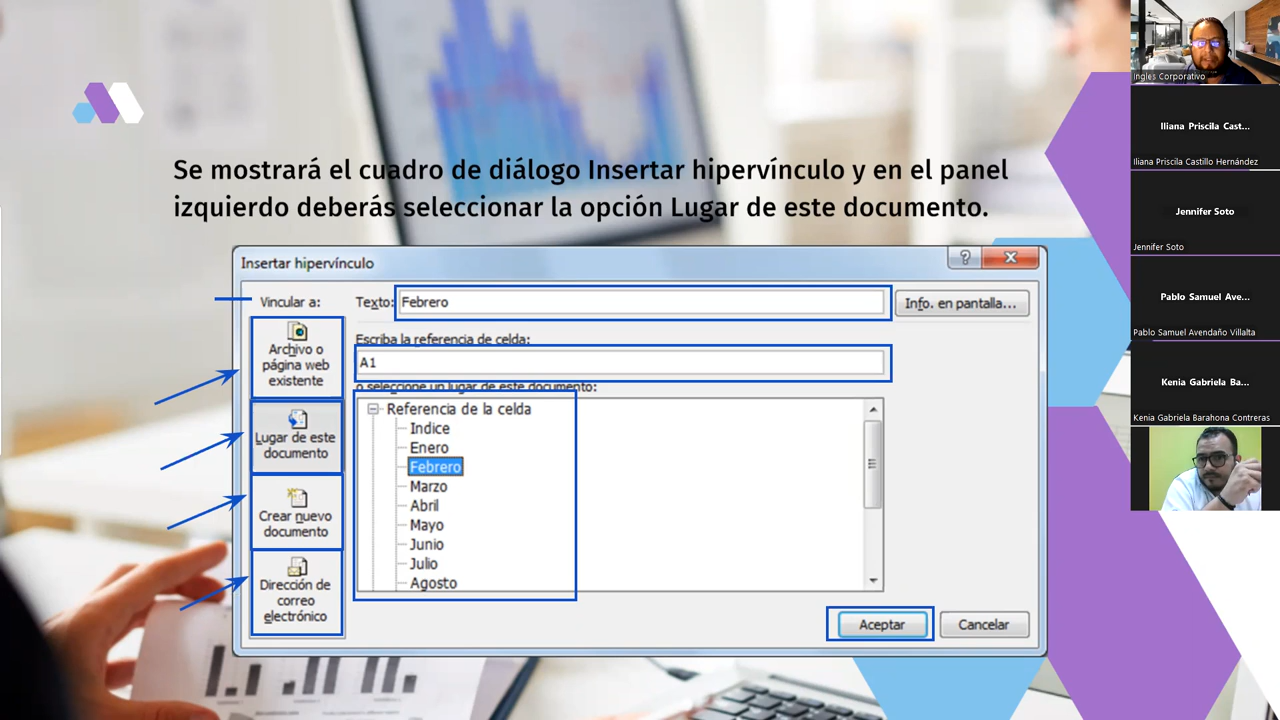 Se mostrará el cuadro de diálogo Insertar hipervínculo y en el panel
izquierdo deberás seleccionar la opción Lugar de este documento.
Insertar hipervínculo
Vincular a:
Texto:
Febrero
Info. en pantalla...
Archivo o
página web
existente
Lugar de este
documento
Crear nuevo
documento
Dirección de
correo
electrónico
Escriba la referencia de celda:
A1
o seleccione un lugar de este documento:
Referencia de la celda
Indice
Enero
Febrero
Marzo
Abril
Mayo
Junio
Julio
Agosto
Aceptar
Cancelar
Ingles Corporativo
Iliana Priscila Cast...
Iliana Priscila Castillo Hernández
Jennifer Soto
Jennifer Soto
Pablo Samuel Ave...
Pablo Samuel Avendaño Villalta
Kenia Gabriela Ba...
Kenia Gabriela Barahona Contreras